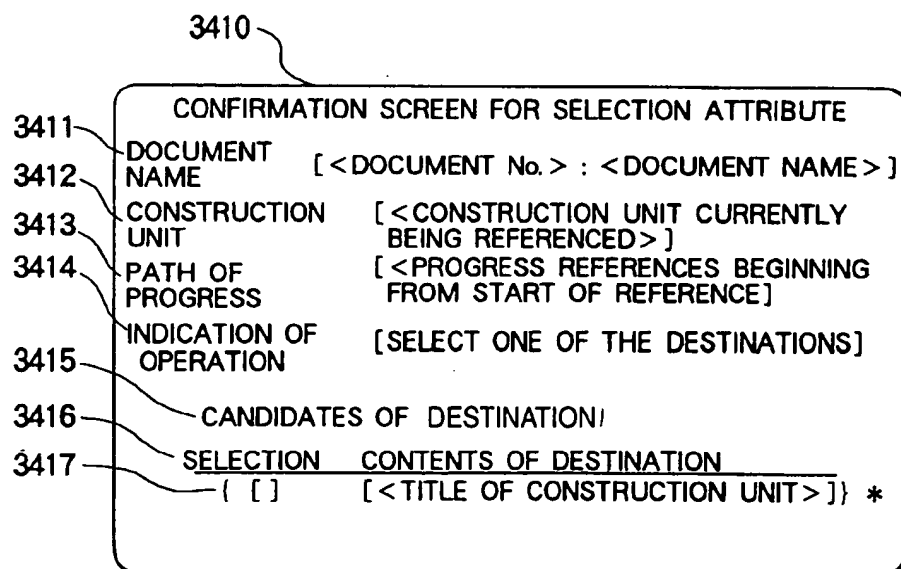 3410
CONFIRMATION SCREEN FOR SELECTION ATTRIBUTE
3411
DOCUMENT NAME [<DOCUMENT No.> : <DOCUMENT NAME>]
3412
CONSTRUCTION UNIT [<CONSTRUCTION UNIT CURRENTLY BEING REFERENCED>]
3413
PATH OF PROGRESS [<PROGRESS REFERENCES BEGINNING FROM START OF REFERENCE]
3414
INDICATION OF OPERATION [SELECT ONE OF THE DESTINATIONS]
3415
CANDIDATES OF DESTINATION/
3416
SELECTION CONTENTS OF DESTINATION
3417
{ [] [<TITLE OF CONSTRUCTION UNIT>]} *